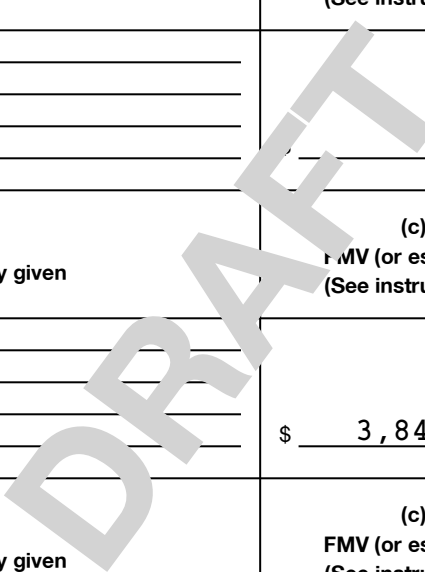 (See instru
$
(c)
y given
FMV (or es
(See instru
$ 3,84
(c)
y given
FMV (or es
(See instru
DRAFT